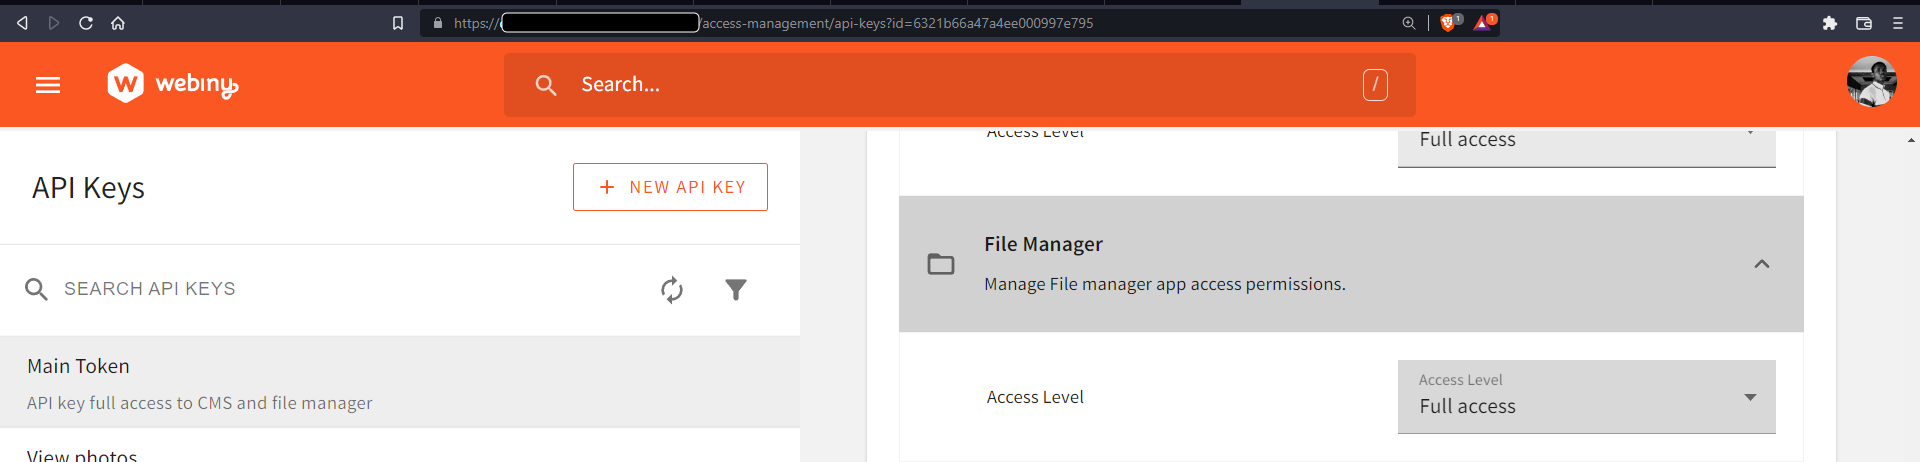 https:// /access-management/api-keys?id=6321b66a47a4ee000997e795
1
1
webiny
Search...
/
API Keys
+ NEW API KEY
SEARCH API KEYS
Main Token
API key full access to CMS and file manager
View photos
Access Level
Full access
File Manager
Manage File manager app access permissions.
Access Level
Access Level
Full access